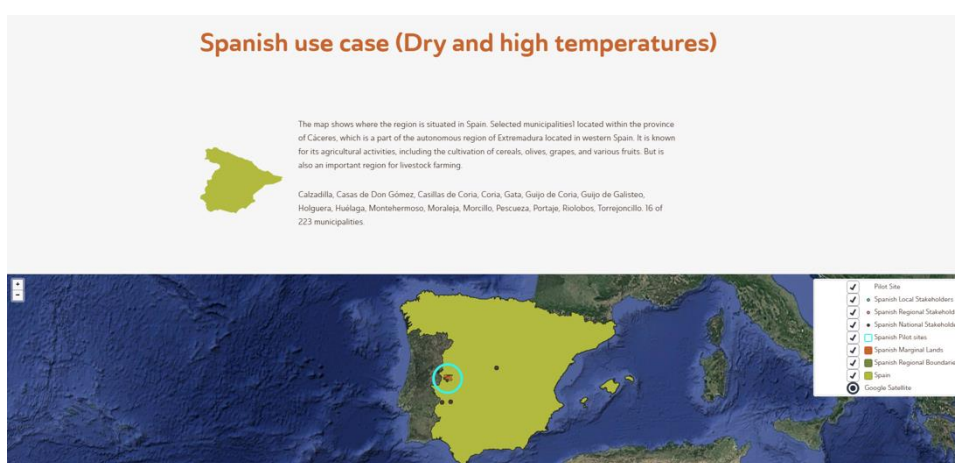 Spanish use case (Dry and high temperatures)
The map shows where the region is situated in Spain. Selected municipalities1 located within the province
of Cáceres, which is a part of the autonomous region of Extremadura located in western Spain. It is known
for its agricultural activities, including the cultivation of cereals, olives, grapes, and various fruits. But is
also an important region for livestock farming.
Calzadilla, Casas de Don Gómez, Casillas de Coria, Coria, Gata, Guijo de Coria, Guijo de Galisteo,
Holguera, Huélaga, Montehermoso, Moraleja, Morcillo, Pescueza, Portaje, Riolobos, Torrejoncillo. 16 of
223 municipalities.
+
-
Pilot Site
Spanish Local Stakeholders
Spanish Regional Stakehold
Spanish National Stakeholde
Spanish Pilot sites
Spanish Marginal Lands
Spanish Regional Boundarie
Spain
Google Satellite